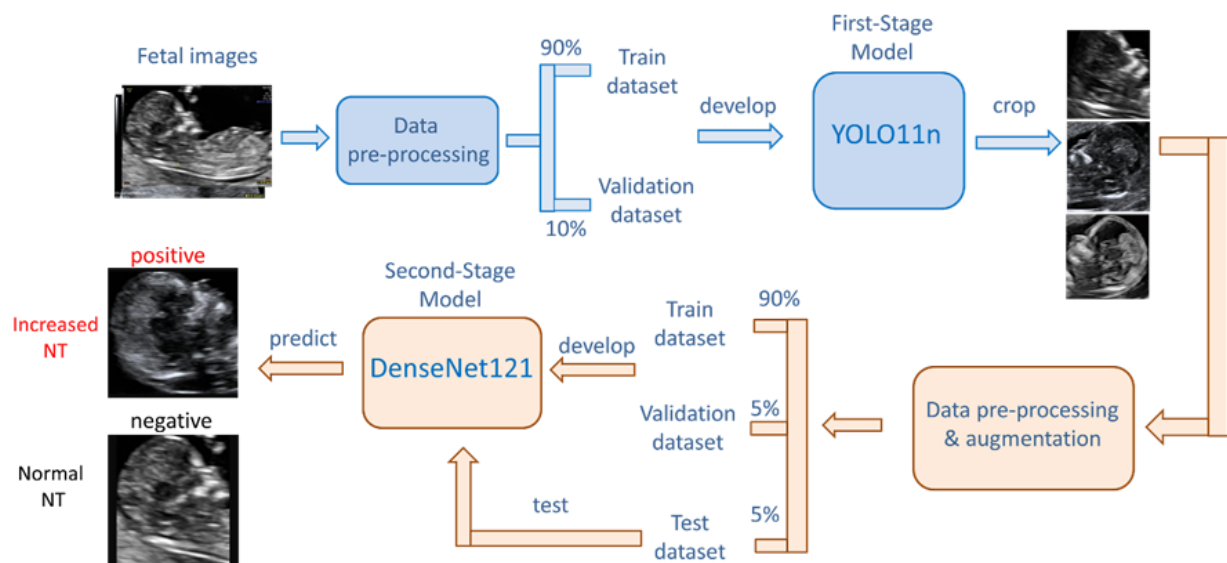 Fetal images
Data
pre-processing
90%
Train
dataset
Validation
dataset
10%
develop
First-Stage
Model
YOLO11n
crop
Data pre-processing
& augmentation
90%
Train
dataset
5%
Validation
dataset
5%
Test
dataset
develop
test
Second-Stage
Model
DenseNet121
predict
positive
Increased
NT
negative
Normal
NT